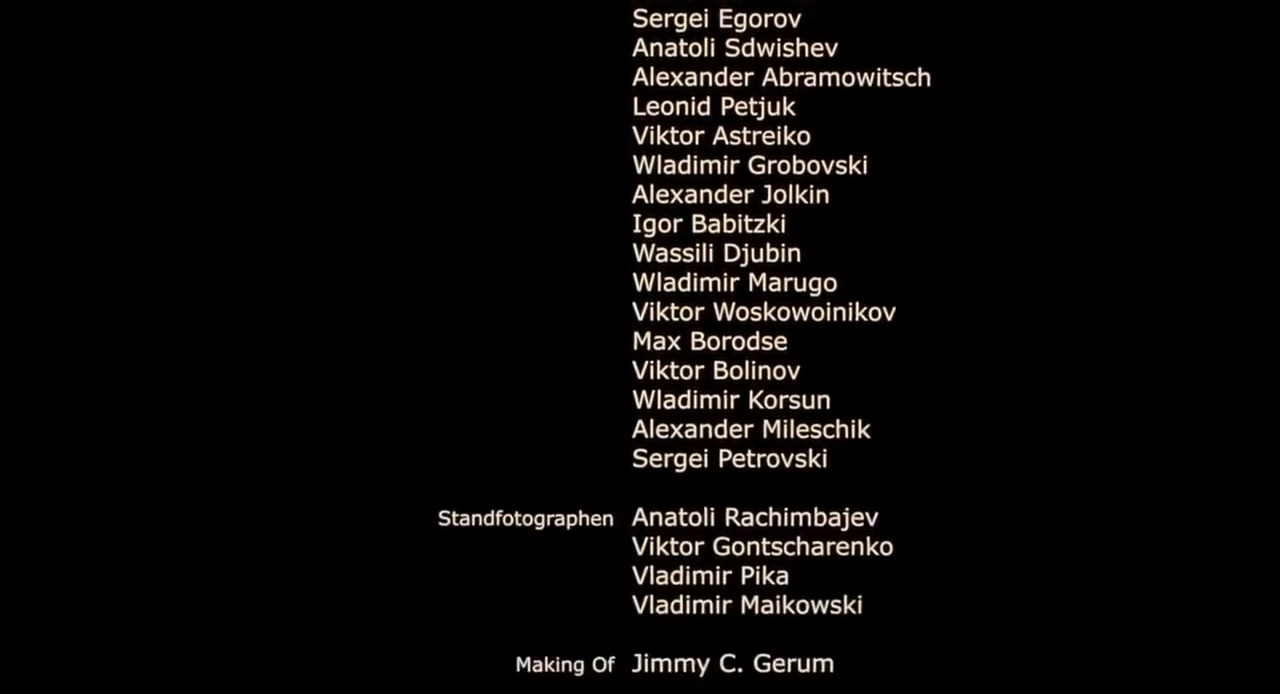 Sergei Egorov
Anatoli Sdwishev
Alexander Abramowitsch
Leonid Petjuk
Viktor Astreiko
Wladimir Grobovski
Alexander Jolkin
Igor Babitzki
Wassili Djubin
Wladimir Marugo
Viktor Woskowoinikov
Max Borodse
Viktor Bolinov
Wladimir Korsun
Alexander Mileschik
Sergei Petrovski
Standfotographen Anatoli Rachimbajev
Viktor Gontscharenko
Vladimir Pika
Vladimir Maikowski
Making Of Jimmy C. Gerum